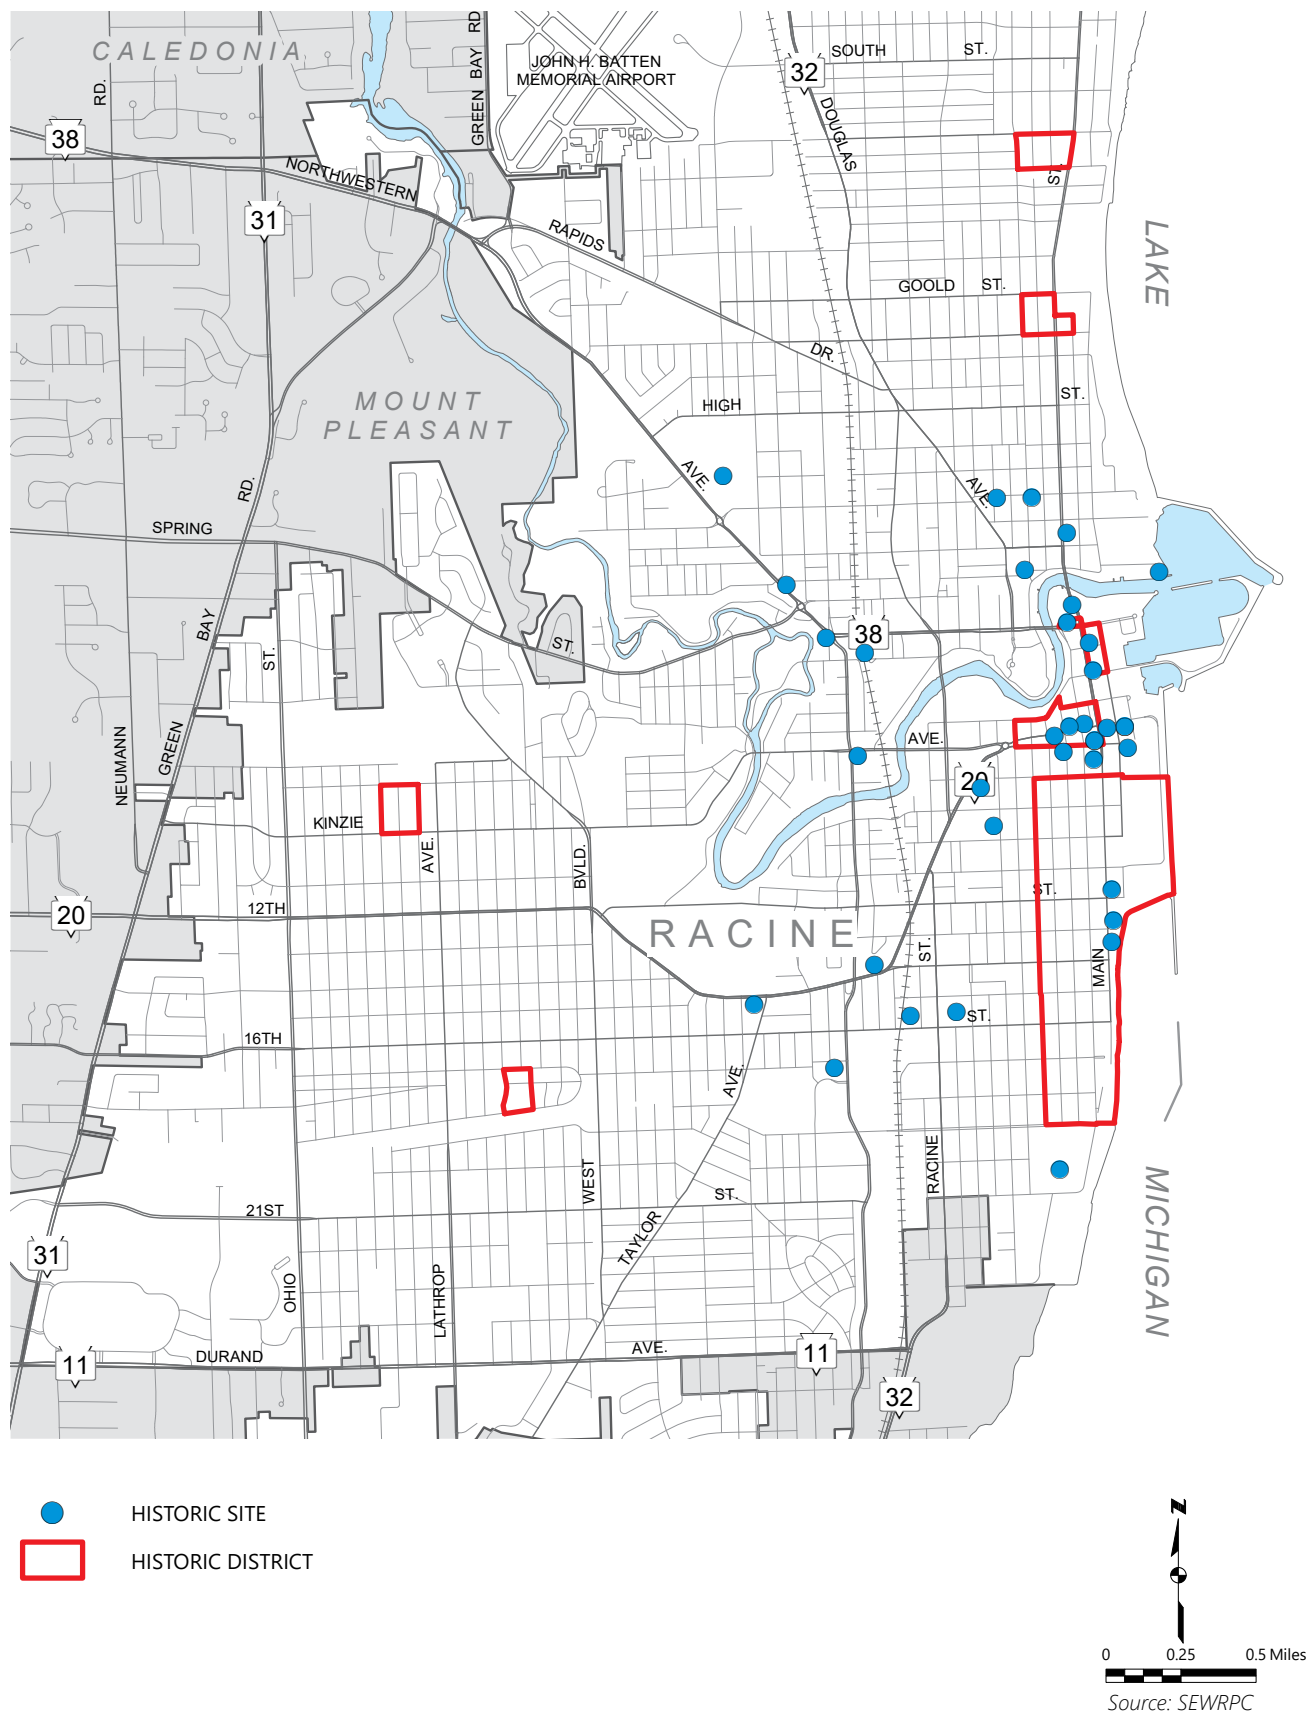 CALEDONIA
RD.
GREEN BAY RD
JOHN H. BATTEN
MEMORIAL AIRPORT
SOUTH ST.
32
DOUGLAS
38
NORTHWESTERN
31
RAPIDS
ST.
LAKE
GOOLD ST.
DR.
MOUNT
PLEASANT
HIGH
ST.
AVE.
AVE.
RD.
SPRING
BAY
ST.
ST.
38
NEUMANN
GREEN
AVE.
20
KINZIE
AVE.
BVLD.
20
12TH
ST.
RACINE
ST.
MAIN
ST.
16TH
AVE.
RACINE
WEST
ST.
21ST
TAYLOR
MICHIGAN
31
OHIO
LATHROP
11
DURAND
AVE.
11
32
HISTORIC SITE
HISTORIC DISTRICT
N
0 0.25 0.5 Miles
Source: SEWRPC